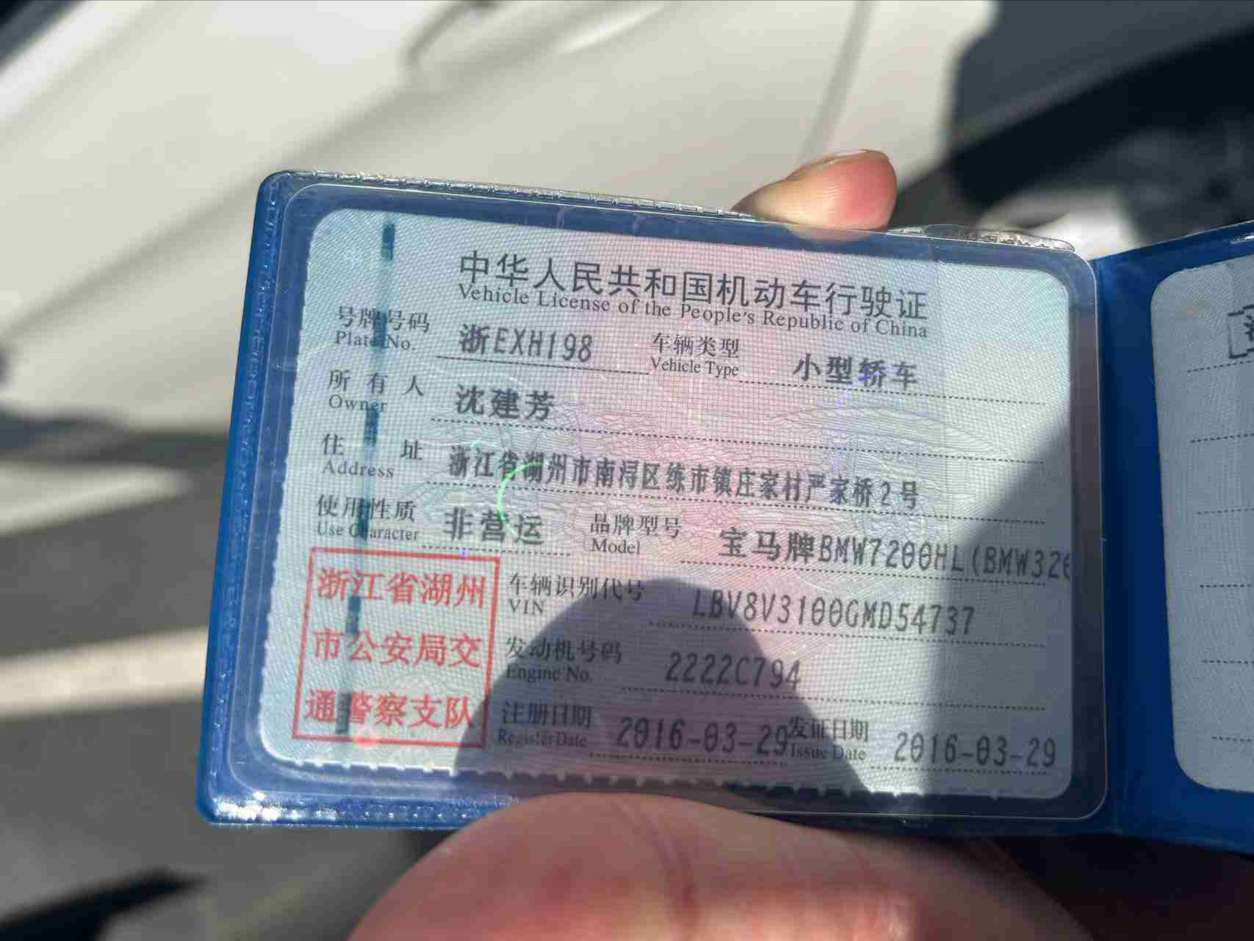 中华人民共和国机动车行驶证
Vehicle License of the People's Republic of China
号牌号码 浙EXH198 车辆类型 小型轿车
Plate No. Vehicle Type
所有人 沈建芳
Owner
住址 浙江省湖州市南浔区练市镇庄家村严家桥2号
Address
使用性质 非营运 品牌型号 宝马牌BMW7200HL(BMW320
Use Character Model
浙江省湖州
市公安局交
通警察支队
车辆识别代号 LBV8V3100GMD54737
VIN
发动机号码 2222C794
Engine No.
注册日期 2016-03-29 发证日期 2016-03-29
Register Date Issue Date